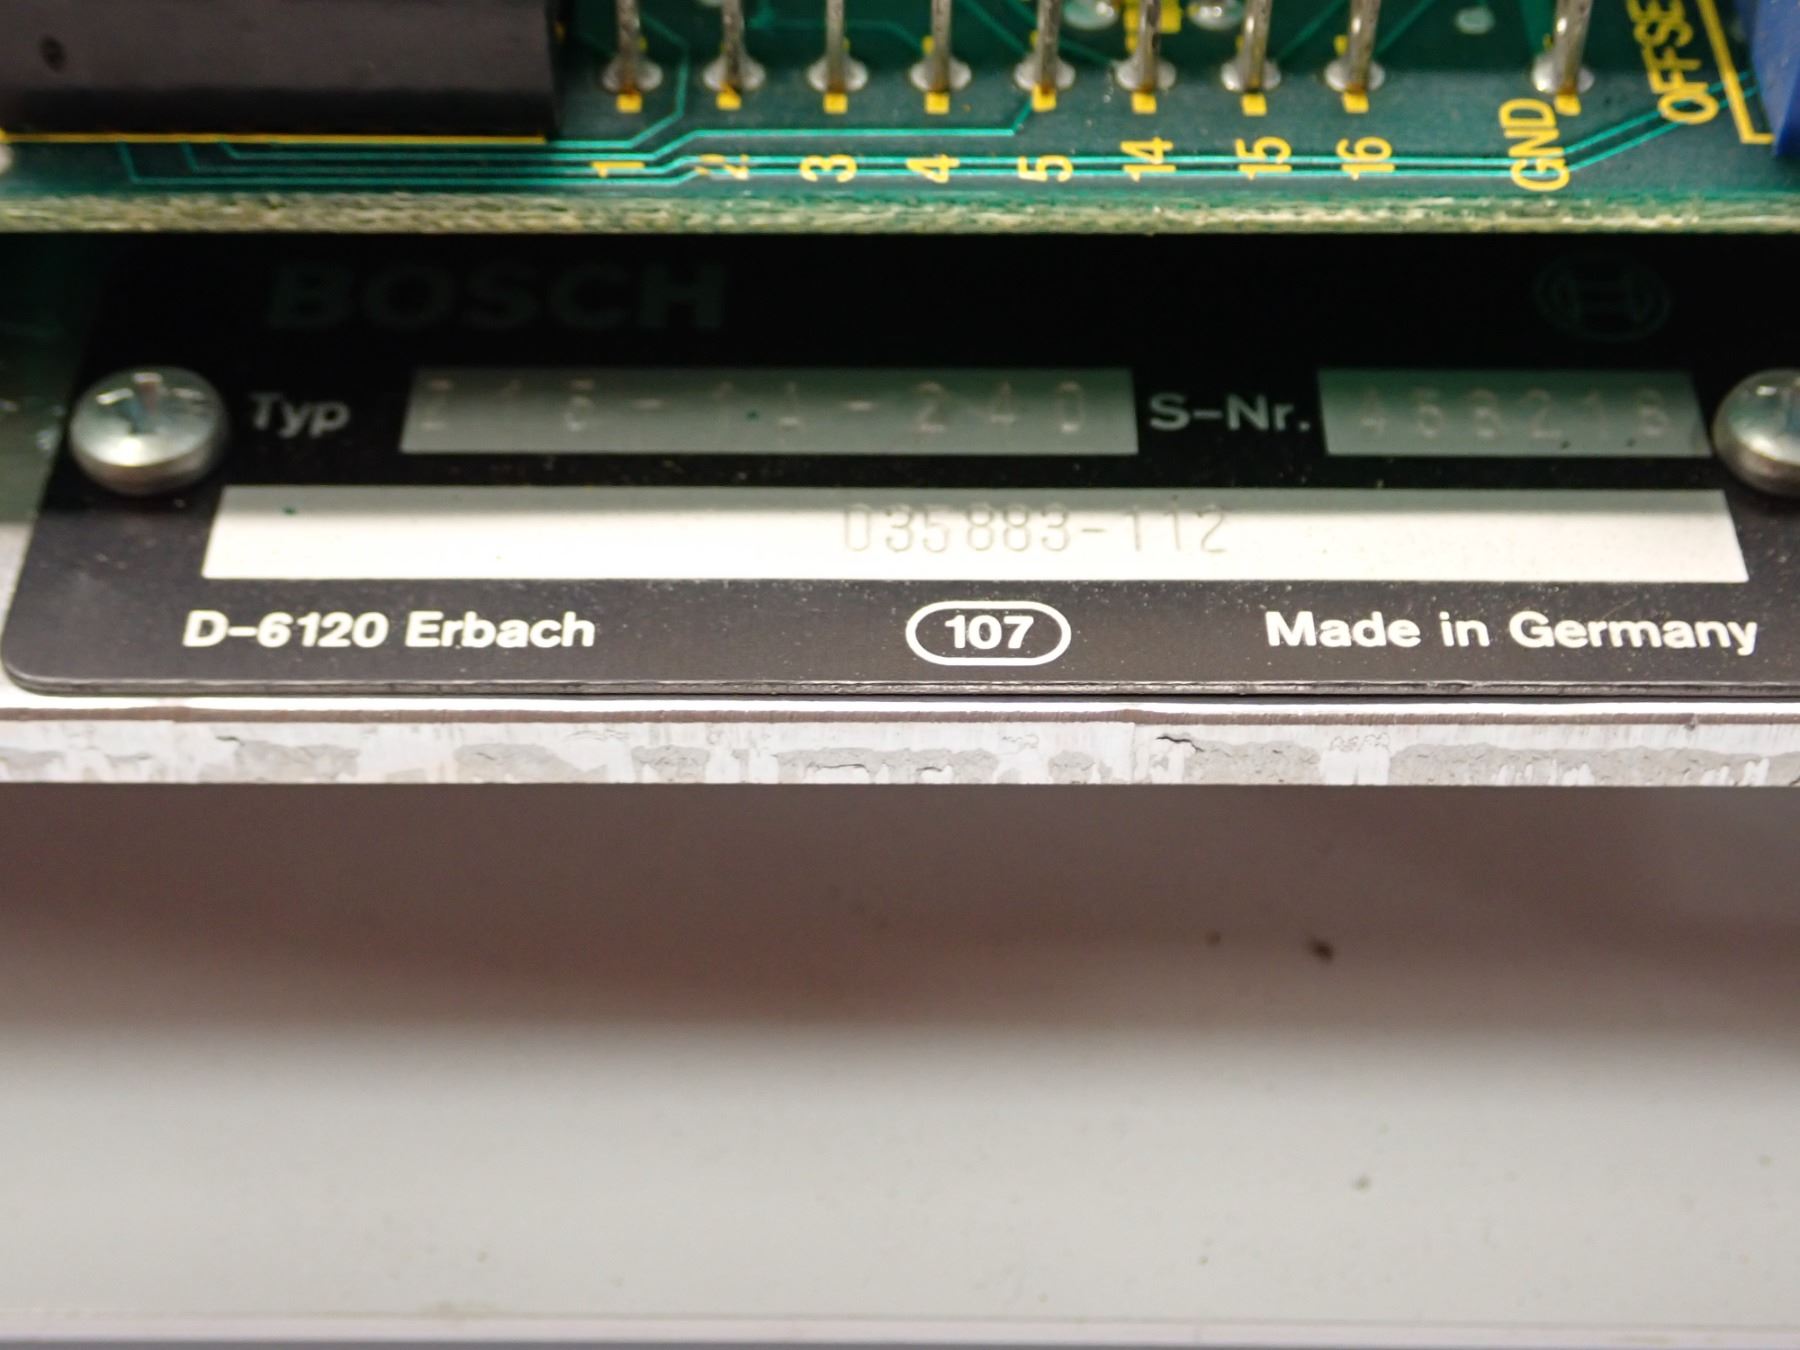 1 2 3 4 5 14 15 16 GND OFFSE
BOSCH
Typ S-Nr.
035883-112
D-6120 Erbach 107 Made in Germany